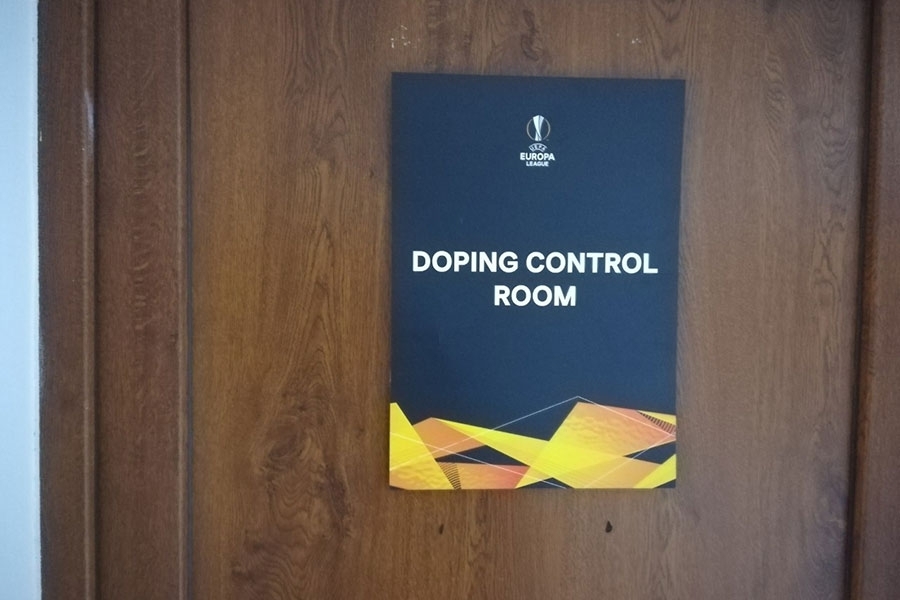 UEFA
EUROPA
LEAGUE
DOPING CONTROL
ROOM